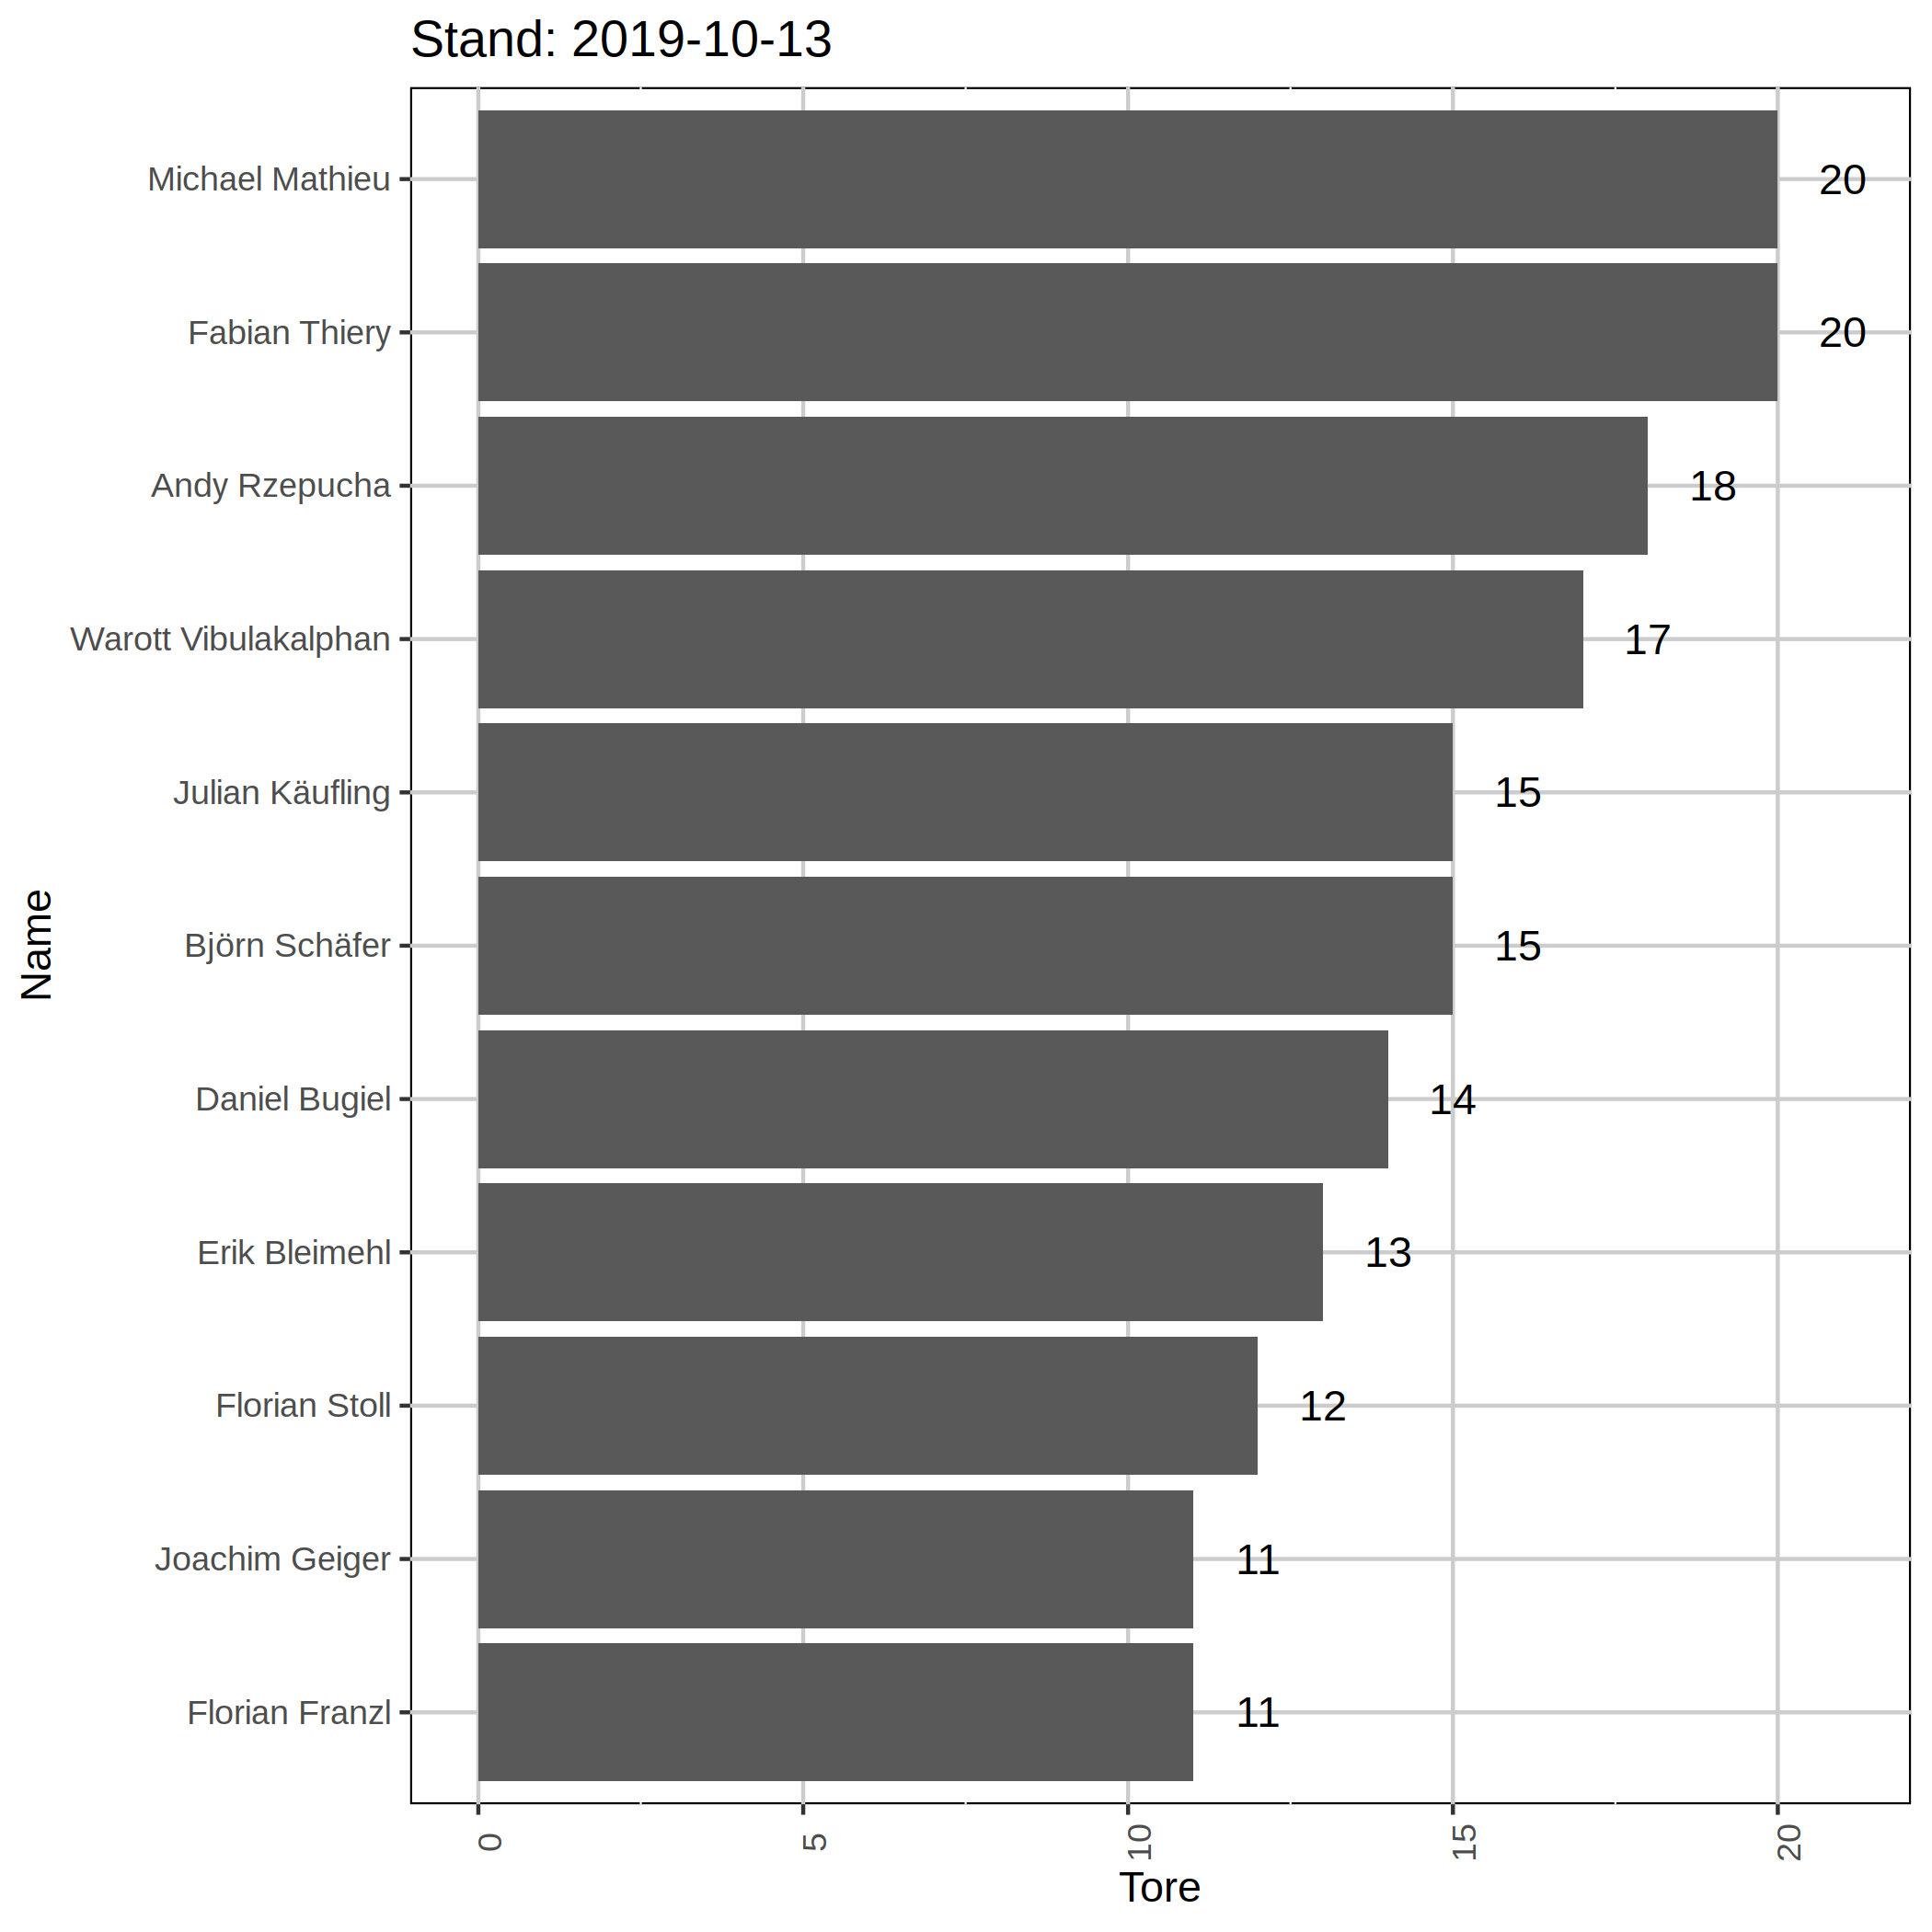 Stand: 2019-10-13
Michael Mathieu 20
Fabian Thiery 20
Andy Rzepucha 18
Warott Vibulakalphan 17
Julian Käufling 15
Björn Schäfer 15
Name
Daniel Bugiel 14
Erik Bleimehl 13
Florian Stoll 12
Joachim Geiger 11
Florian Franzl 11
0 5 10 15 20
Tore